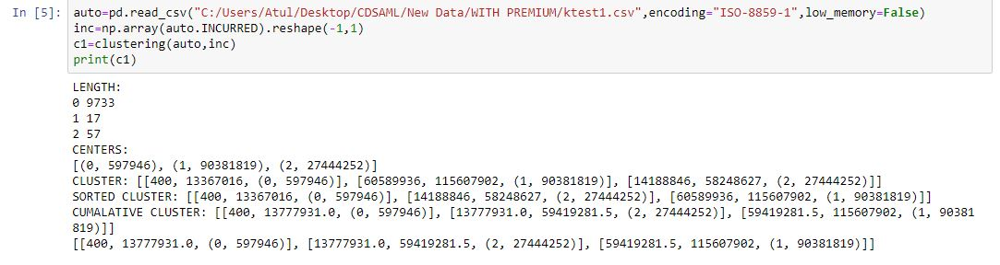 In [5]: auto=pd.read_csv("C:/Users/Atul/Desktop/CDSAML/New Data/WITH PREMIUM/ktest1.csv",encoding="ISO-8859-1",low_memory=False)
inc=np.array(auto.INCURRED).reshape(-1,1)
c1=clustering(auto,inc)
print(c1)
LENGTH:
0 9733
1 17
2 57
CENTERS:
[(0, 597946), (1, 90381819), (2, 27444252)]
CLUSTER: [[400, 13367016, (0, 597946)], [60589936, 115607902, (1, 90381819)], [14188846, 58248627, (2, 27444252)]]
SORTED CLUSTER: [[400, 13367016, (0, 597946)], [14188846, 58248627, (2, 27444252)], [60589936, 115607902, (1, 90381819)]]
CUMALATIVE CLUSTER: [[400, 13777931.0, (0, 597946)], [13777931.0, 59419281.5, (2, 27444252)], [59419281.5, 115607902, (1, 90381
819)]]
[[400, 13777931.0, (0, 597946)], [13777931.0, 59419281.5, (2, 27444252)], [59419281.5, 115607902, (1, 90381819)]]